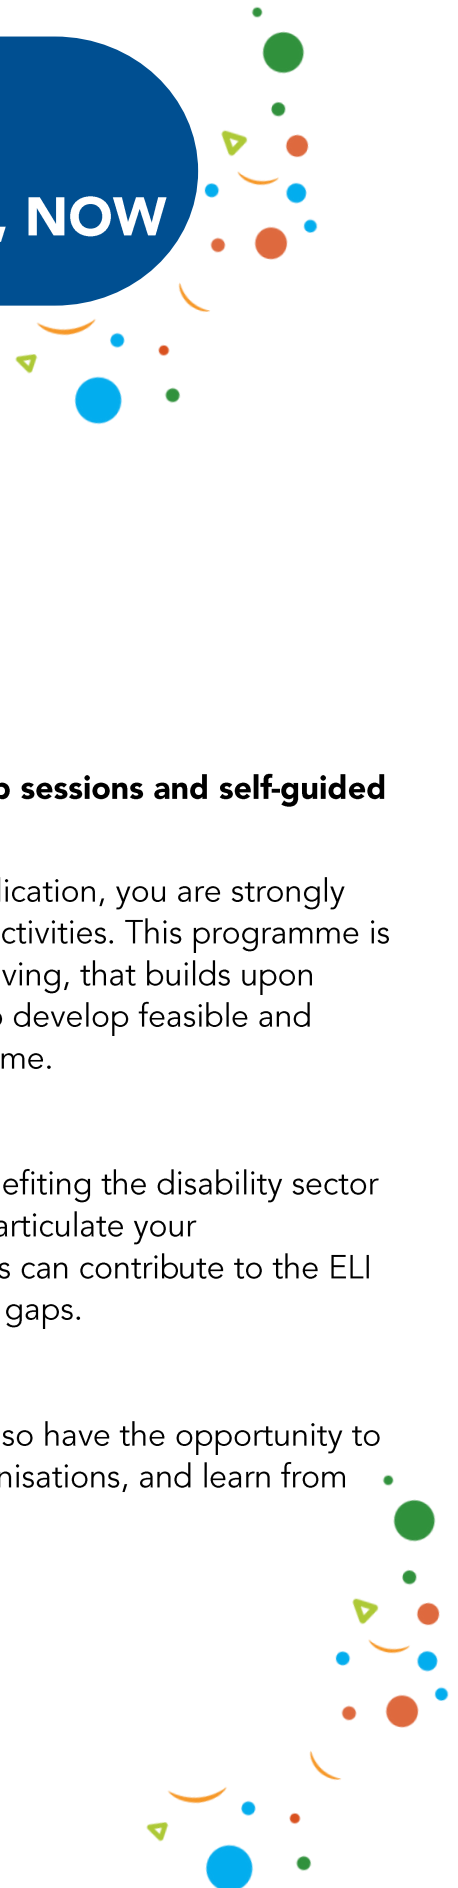 , NOW
sessions and self-guided
lication, you are strongly
ctivities. This programme is
ving, that builds upon
develop feasible and
me.
efiting the disability sector
articulate your
s can contribute to the ELI
gaps.
so have the opportunity to
nisations, and learn from